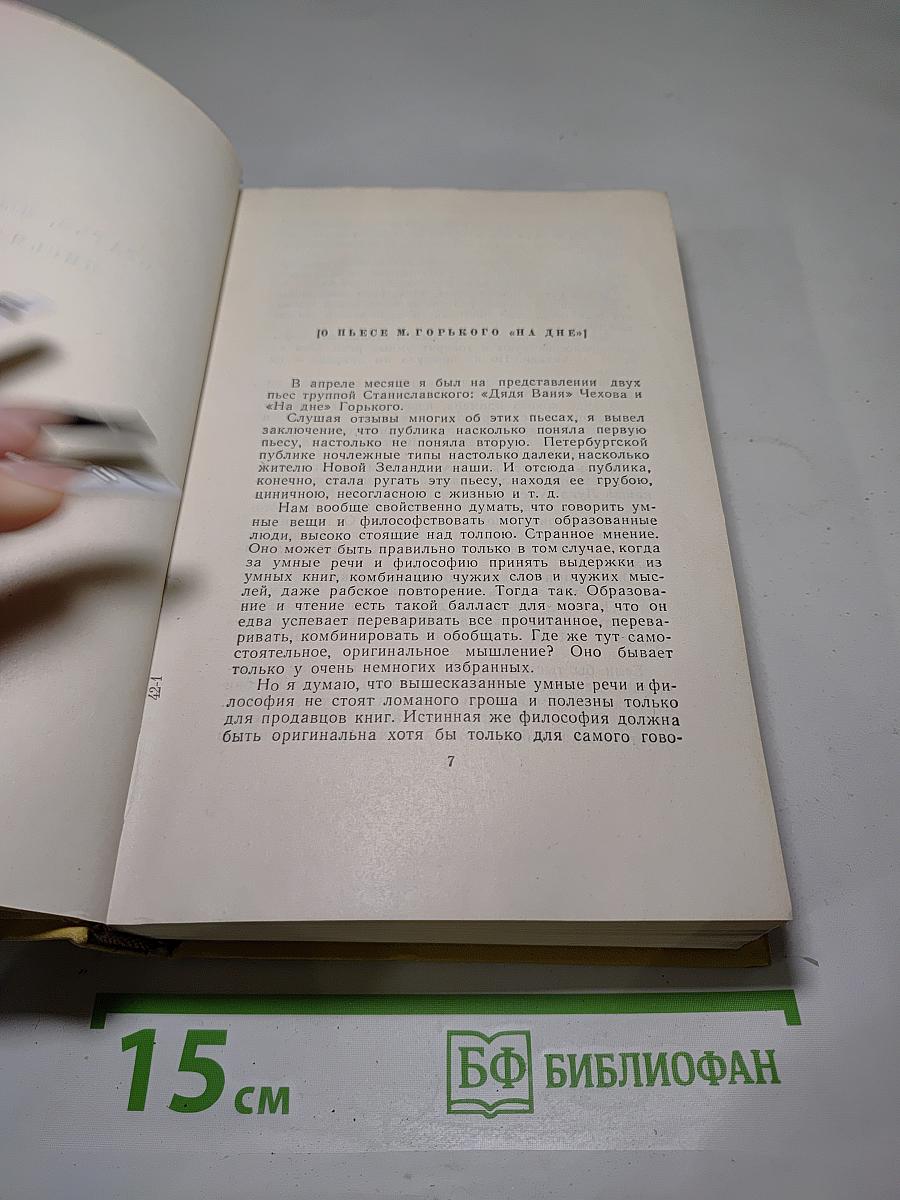 [О ПЬЕСЕ М. ГОРЬКОГО «НА ДНЕ»]
В апреле месяце я был на представлении двух
пьес труппой Станиславского: «Дядя Ваня» Чехова и
«На дне» Горького.
Слушая отзывы многих об этих пьесах, я вывел
заключение, что публика насколько поняла первую
пьесу, настолько не поняла вторую. Петербургской
публике ночлежные типы настолько далеки, насколько
жителю Новой Зеландии наши. И отсюда публика,
конечно, стала ругать эту пьесу, находя ее грубою,
циничною, несогласною с жизнью и т. д.
Нам вообще свойственно думать, что говорить ум-
ные вещи и философствовать могут образованные
люди, высоко стоящие над толпою. Странное мнение.
Оно может быть правильно только в том случае, когда
за умные речи и философию принять выдержки из
умных книг, комбинацию чужих слов и чужих мыс-
лей, даже рабское повторение. Тогда так. Образова-
ние и чтение есть такой балласт для мозга, что он
едва успевает переварить все прочитанное, перева-
ривать, комбинировать и обобщать. Где же тут само-
стоятельное, оригинальное мышление? Оно бывает
только у очень немногих избранных.
Но я думаю, что вышесказанные умные речи и фи-
лософия не стоят ломаного гроша и полезны только
для продавцов книг. Истинная же философия должна
быть оригинальна хотя бы только для самого гово-
42-1
7
15 см
БФ БИБЛИОФАН